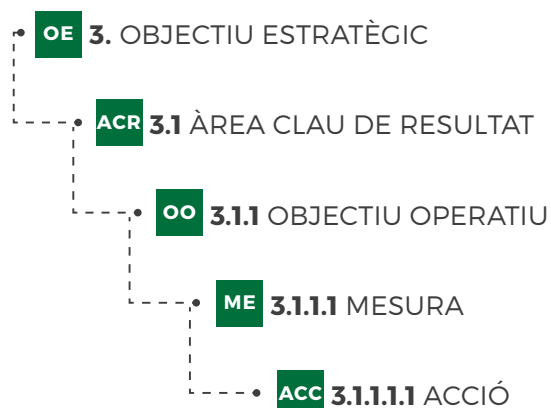 OE 3. OBJECTIU ESTRATÈGIC
ACR 3.1 ÀREA CLAU DE RESULTAT
OO 3.1.1 OBJECTIU OPERATIU
ME 3.1.1.1 MESURA
ACC 3.1.1.1.1 ACCIÓ